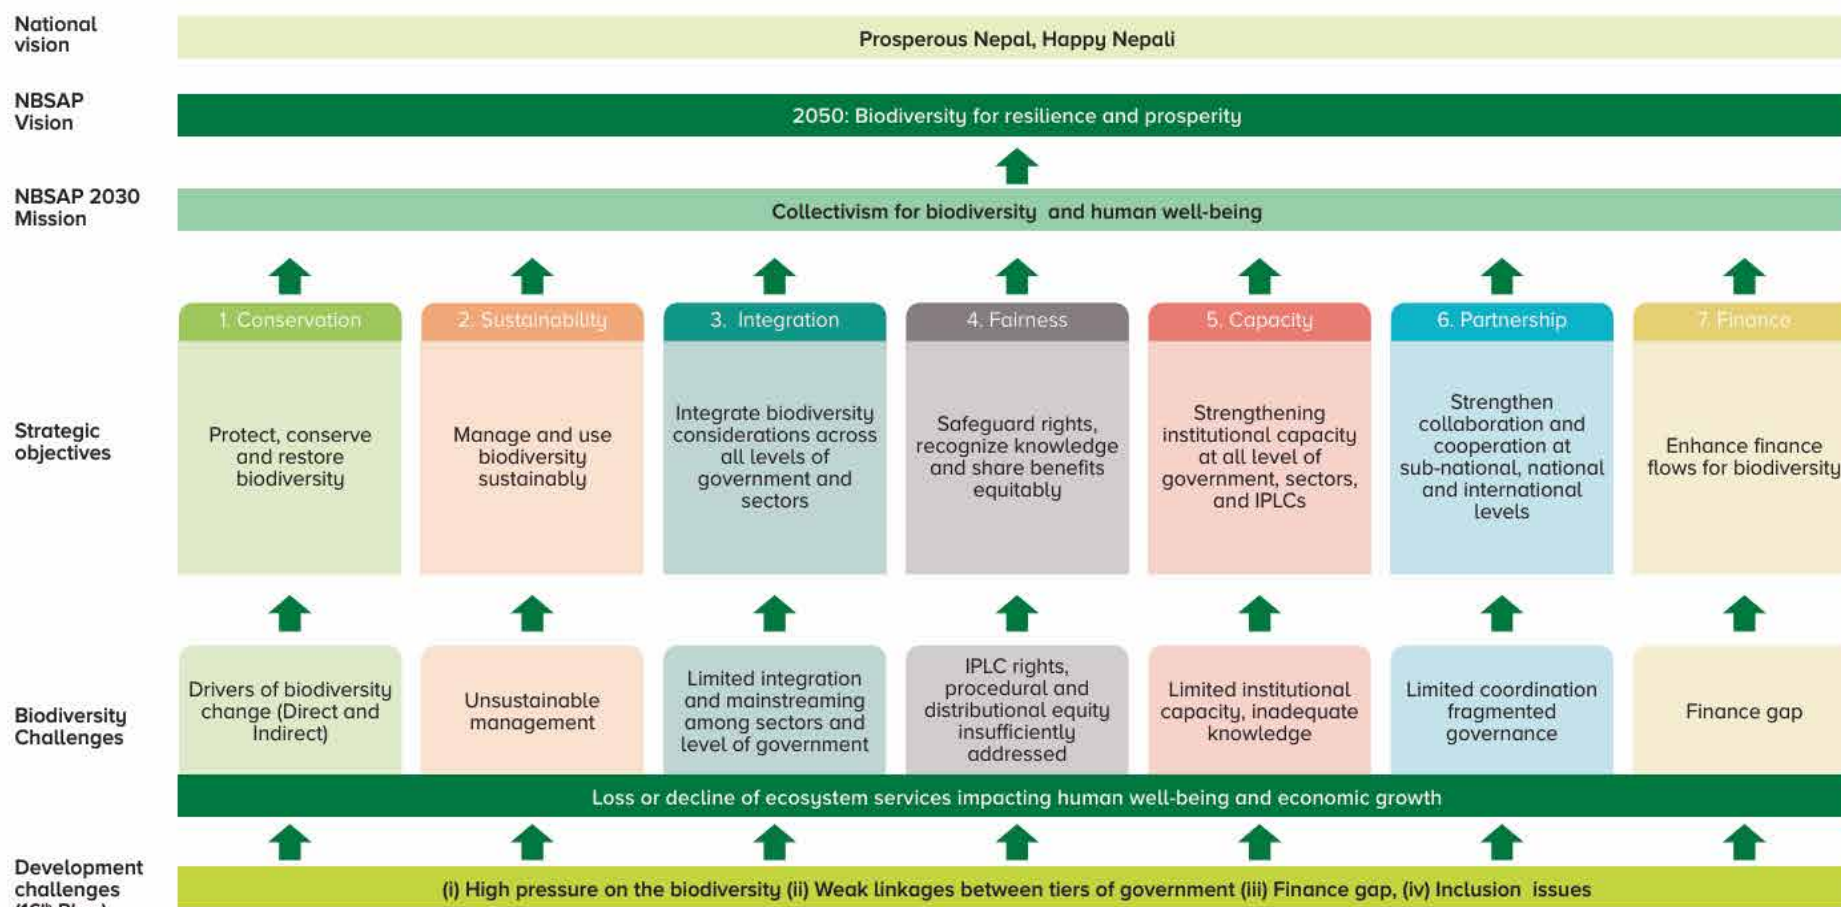 National
vision
Prosperous Nepal, Happy Nepali
NBSAP
Vision
2050: Biodiversity for resilience and prosperity
NBSAP 2030
Mission
Collectivism for biodiversity and human well-being
1. Conservation
2. Sustainability
3. Integration
4. Fairness
5. Capacity
6. Partnership
7. Finance
Strategic
objectives
Protect, conserve
and restore
biodiversity
Manage and use
biodiversity
sustainably
Integrate biodiversity
considerations across
all levels of
government and
sectors
Safeguard rights,
recognize knowledge
and share benefits
equitably
Strengthening
institutional capacity
at all level of
government, sectors,
and IPLCs
Strengthen
collaboration and
cooperation at
sub-national, national
and international
levels
Enhance finance
flows for biodiversity
Biodiversity
Challenges
Drivers of biodiversity
change (Direct and
Indirect)
Unsustainable
management
Limited integration
and mainstreaming
among sectors and
level of government
IPLC rights,
procedural and
distributional equity
insufficiently
addressed
Limited institutional
capacity, inadequate
knowledge
Limited coordination
fragmented
governance
Finance gap
Loss or decline of ecosystem services impacting human well-being and economic growth
Development
challenges
(i) High pressure on the biodiversity (ii) Weak linkages between tiers of government (iii) Finance gap, (iv) Inclusion issues